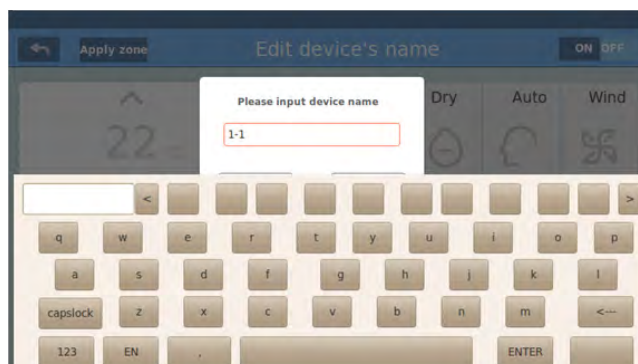 Apply zone Edit device's name ON OFF
Please input device name
Dry Auto Wind
1-1
22
<
>
q w e r t y u i o p
a s d f g h j k l
capslock z x c v b n m <---
123 EN , ENTER